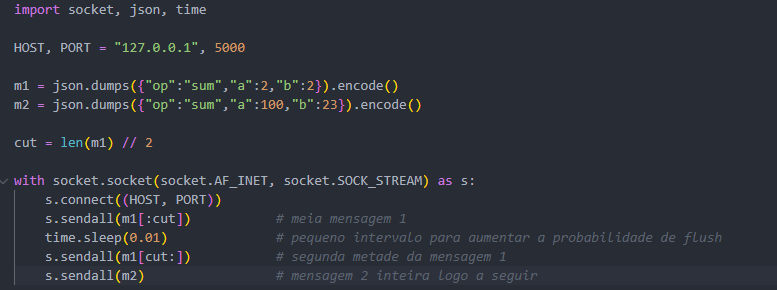 import socket, json, time
HOST, PORT = "127.0.0.1", 5000
m1 = json.dumps({"op":"sum","a":2,"b":2}).encode()
m2 = json.dumps({"op":"sum","a":100,"b":23}).encode()
cut = len(m1) // 2
with socket.socket(socket.AF_INET, socket.SOCK_STREAM) as s:
    s.connect((HOST, PORT))
    s.sendall(m1[:cut])           # meia mensagem 1
    time.sleep(0.01)              # pequeno intervalo para aumentar a probabilidade de flush
    s.sendall(m1[cut:])           # segunda metade da mensagem 1
    s.sendall(m2)                 # mensagem 2 inteira logo a seguir